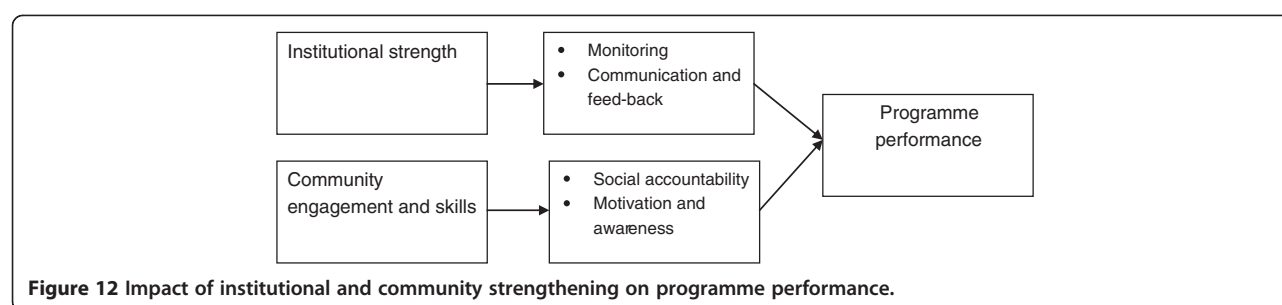 Institutional strength
• Monitoring
• Communication and
feed-back
Programme
performance
Community
engagement and skills
• Social accountability
• Motivation and
awareness
Figure 12 Impact of institutional and community strengthening on programme performance.